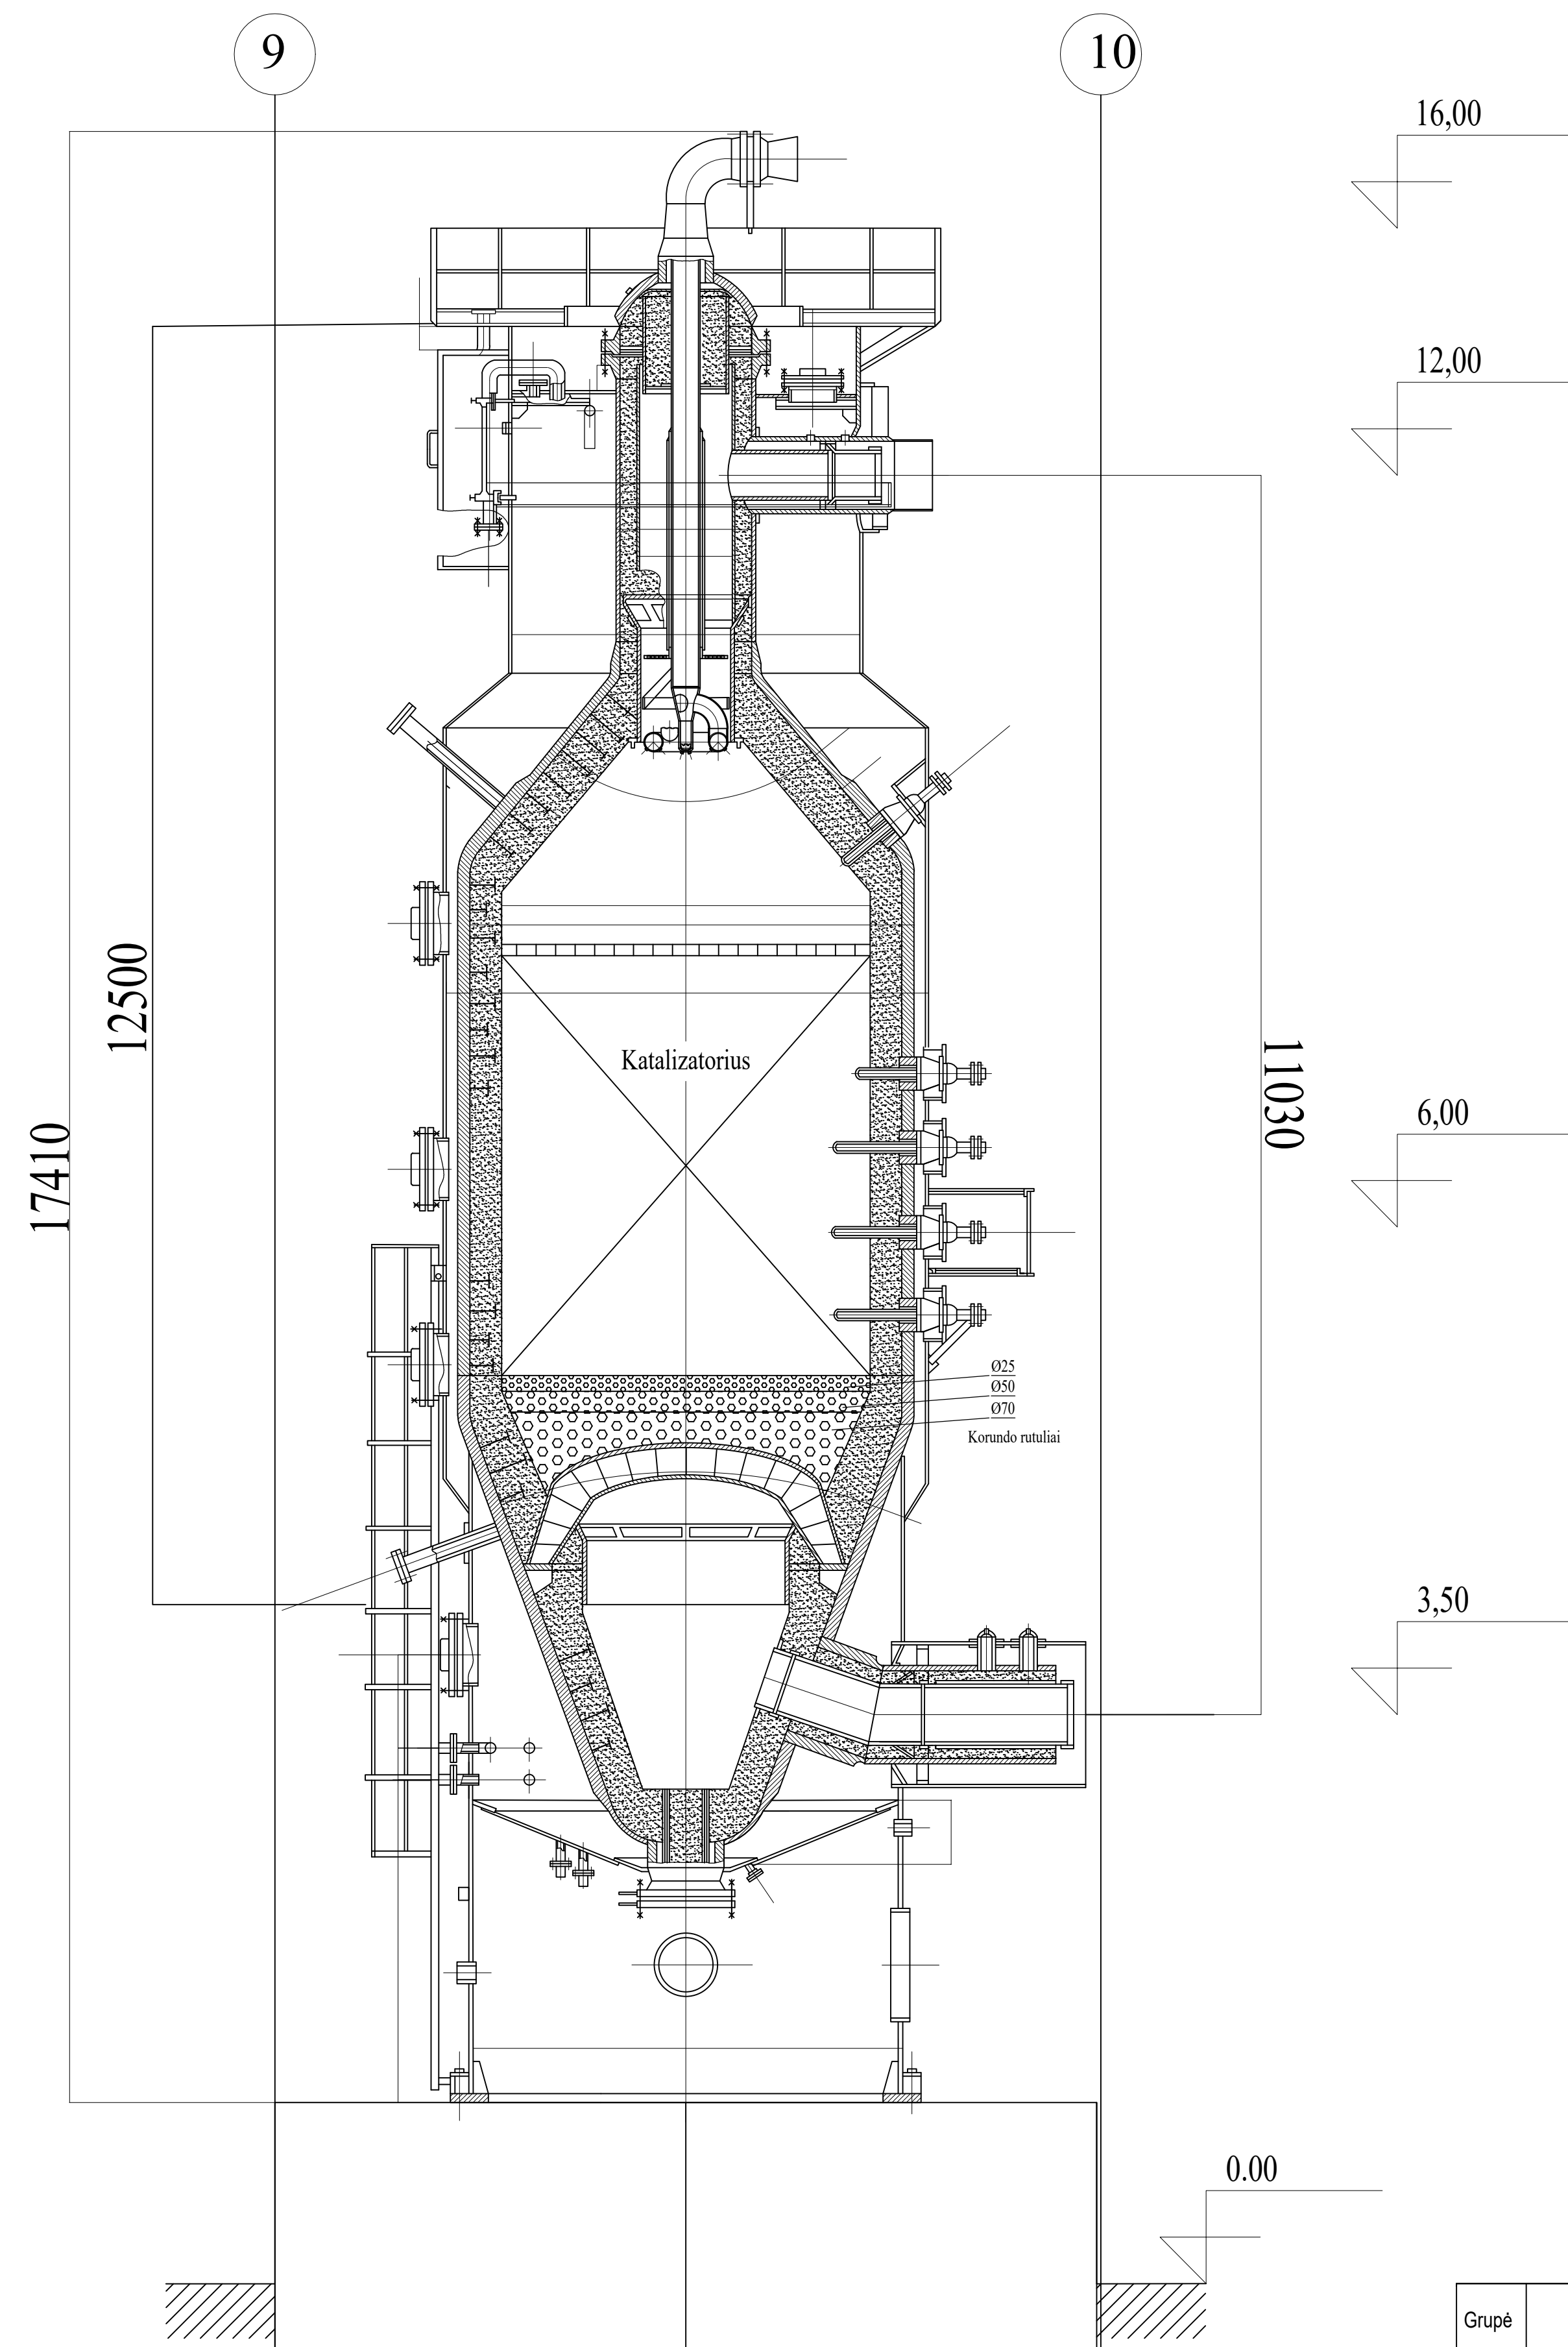 9
10
16,00
12,00
12500
Katalizatorius
11030
17410
6,00
Ø25
Ø50
Ø70
Korundo rutuliai
3,50
0.00
Grupė